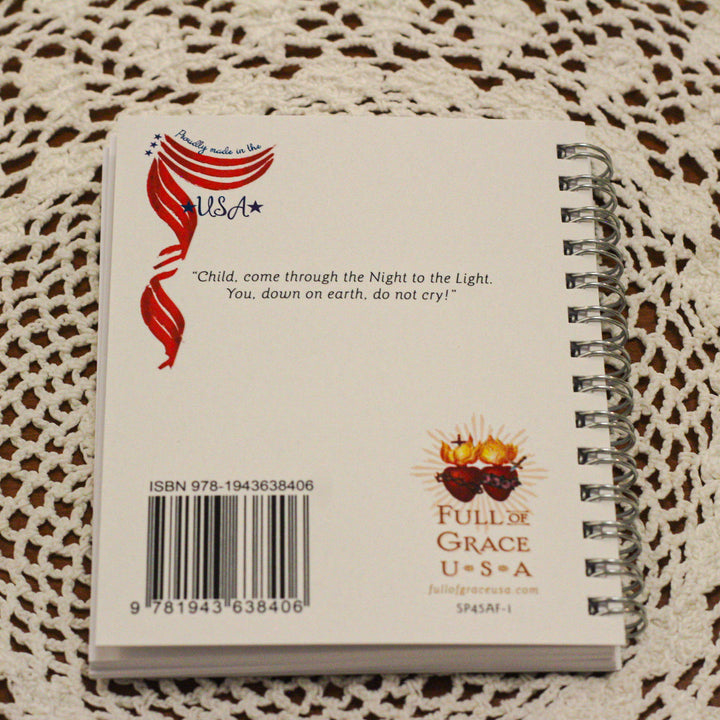 Proudly made in the
USA
"Child, come through the Night to the Light.
You, down on earth, do not cry!"
ISBN 978-1943638406
9 781943 638406
FULL OF
GRACE
U S A
fullofgraceusa.com
SP45AF-1